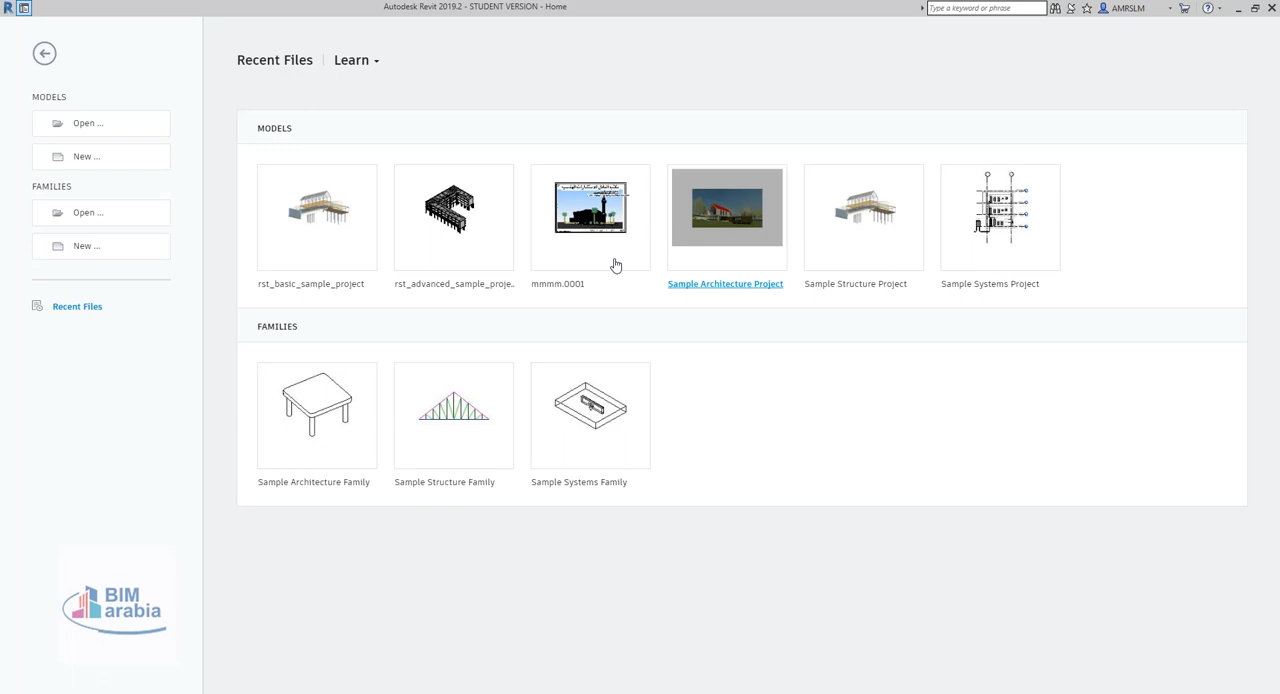 Autodesk Revit 2019.2 - STUDENT VERSION - Home
Type a keyword or phrase
AMRSLM
Recent Files
Learn
MODELS
Open ...
New ...
FAMILIES
Open ...
New ...
Recent Files
MODELS
rst_basic_sample_project
rst_advanced_sample_proje..
mmmm.0001
Sample Architecture Project
Sample Structure Project
Sample Systems Project
FAMILIES
Sample Architecture Family
Sample Structure Family
Sample Systems Family
BIM
arabia